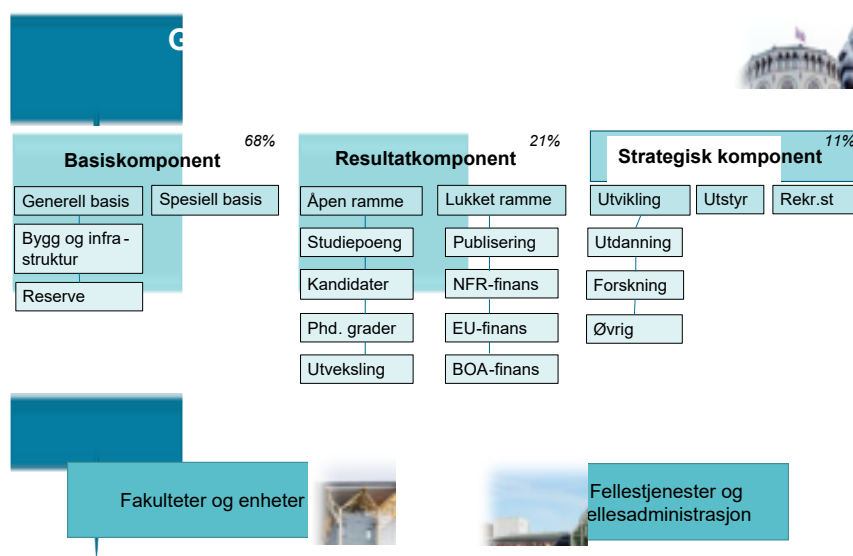 G
68%
Basiskomponent
21%
Resultatkomponent
11%
Strategisk komponent
Generell basis
Spesiell basis
Åpen ramme
Lukket ramme
Utvikling
Utstyr
Rekr.st
Bygg og infra-
struktur
Studiepoeng
Publisering
Utdanning
Reserve
Kandidater
NFR-finans
Forskning
Phd. grader
EU-finans
Øvrig
Utveksling
BOA-finans
Fakulteter og enheter
Fellestjenester og
ellesadministrasjon